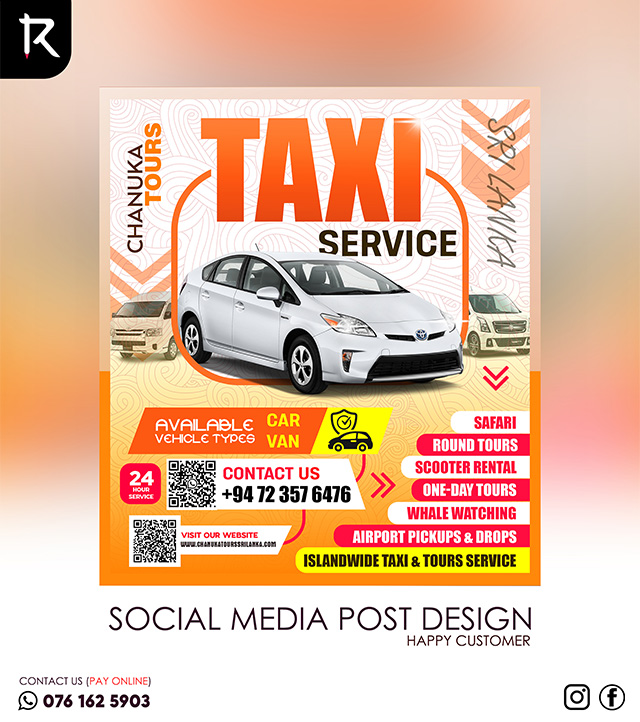 R
CHANUKA
TOURS
TAXI
SERVICE
SRI LANKA
AVAILABLE
VEHICLE TYPES
CAR
VAN
24
HOUR
SERVICE
CONTACT US
+94 72 357 6476
VISIT OUR WEBSITE
WWW.CHANUKATOURSSRILANKA.COM
SAFARI
ROUND TOURS
SCOOTER RENTAL
ONE-DAY TOURS
WHALE WATCHING
AIRPORT PICKUPS & DROPS
ISLANDWIDE TAXI & TOURS SERVICE
SOCIAL MEDIA POST DESIGN
HAPPY CUSTOMER
CONTACT US (PAY ONLINE)
076 162 5903